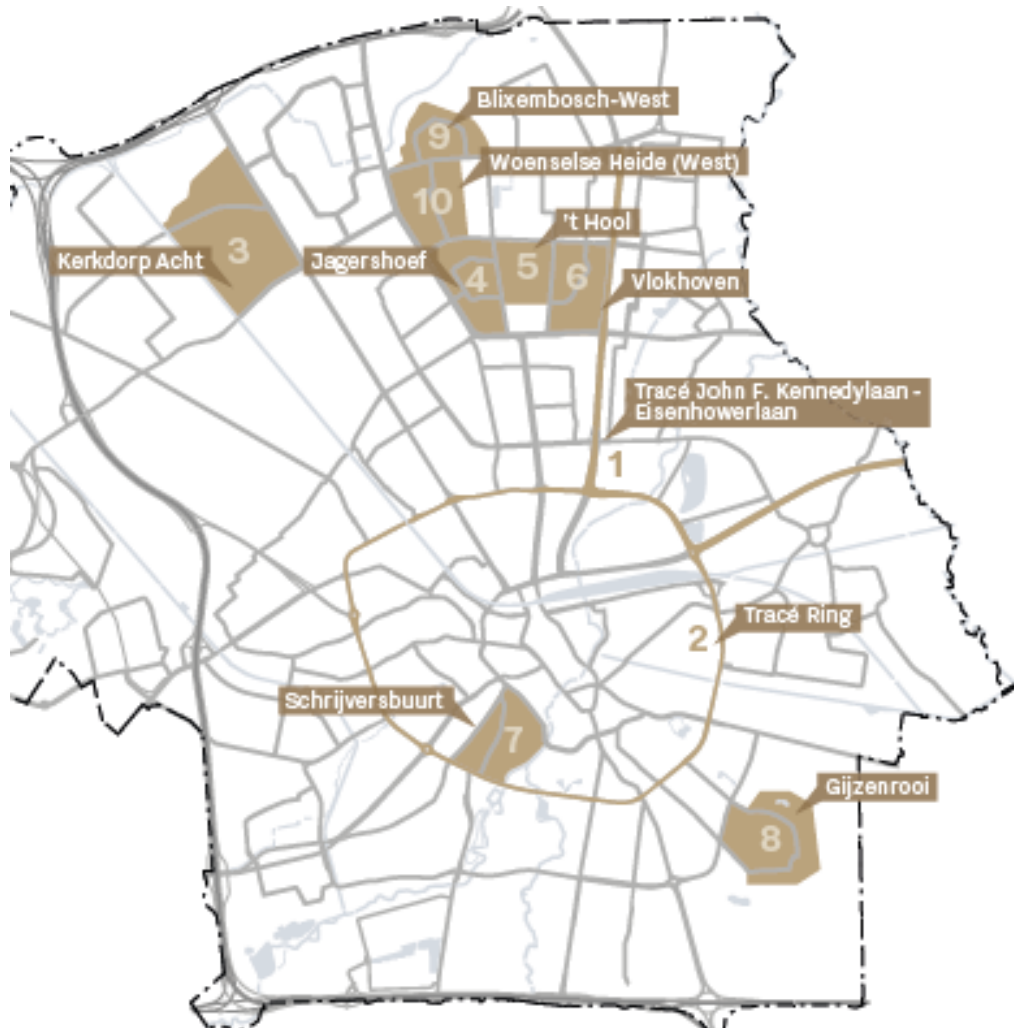 Blixembosch-West
9
Woenselse Heide (West)
10
't Hool
3
Kerkdorp Acht
Jagershoef
4
5
6
Vlokhoven
Tracé John F. Kennedylaan -
Eisenhowerlaan
1
Tracé Ring
2
Schrijversbuurt
7
Gijzenrooi
8